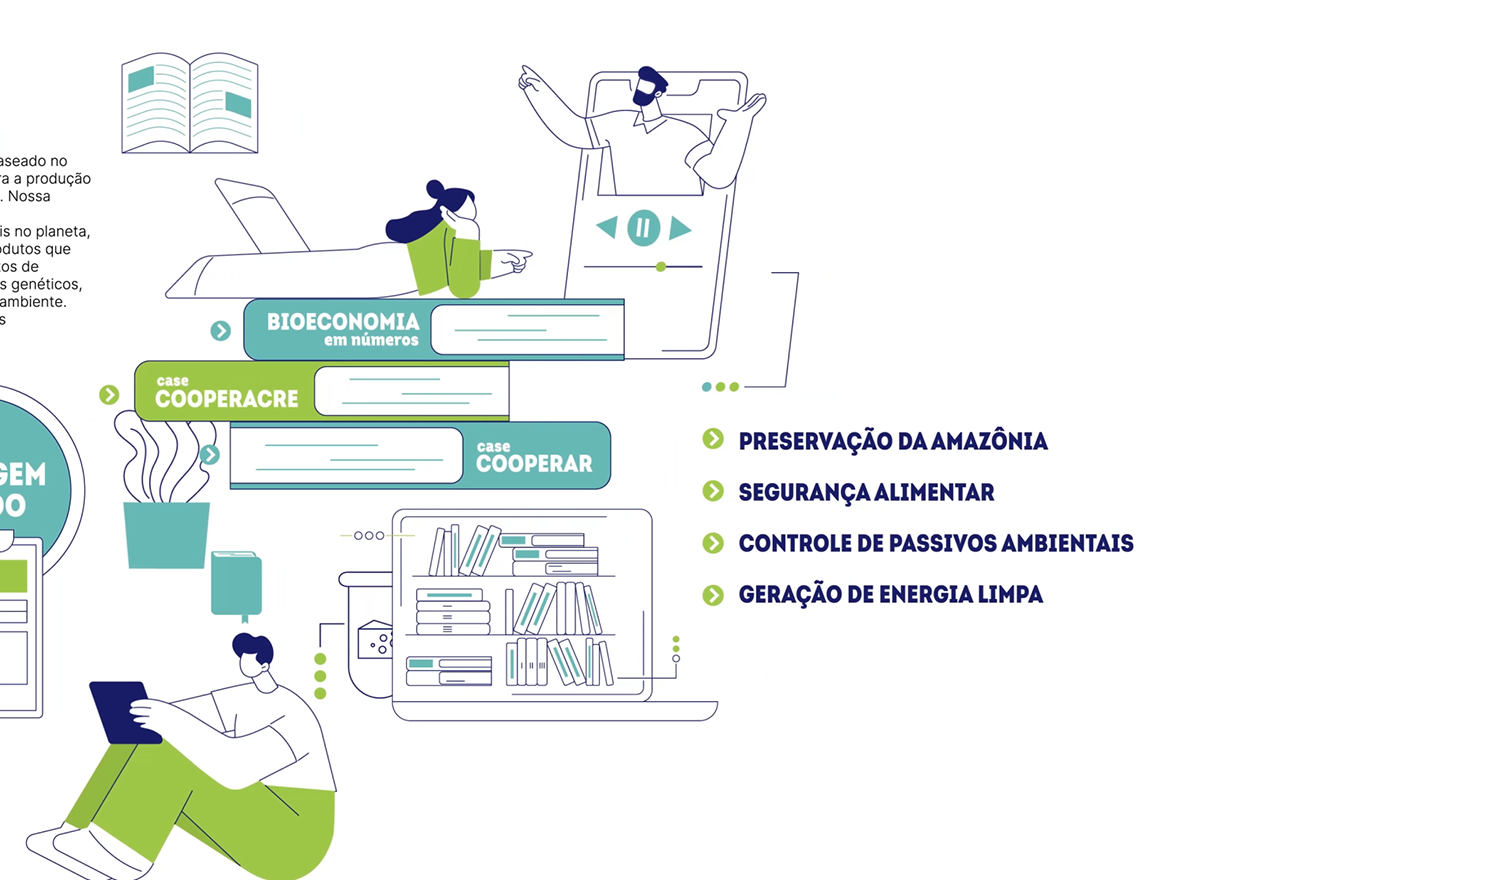 aseado no
ra a produção
. Nossa
is no planeta,
odutos que
tos de
s genéticos,
ambiente.
s
BIOECONOMIA
em números
case
COOPERACRE
case
COOPERAR
GEM
DO
PRESERVAÇÃO DA AMAZÔNIA
SEGURANÇA ALIMENTAR
CONTROLE DE PASSIVOS AMBIENTAIS
GERAÇÃO DE ENERGIA LIMPA